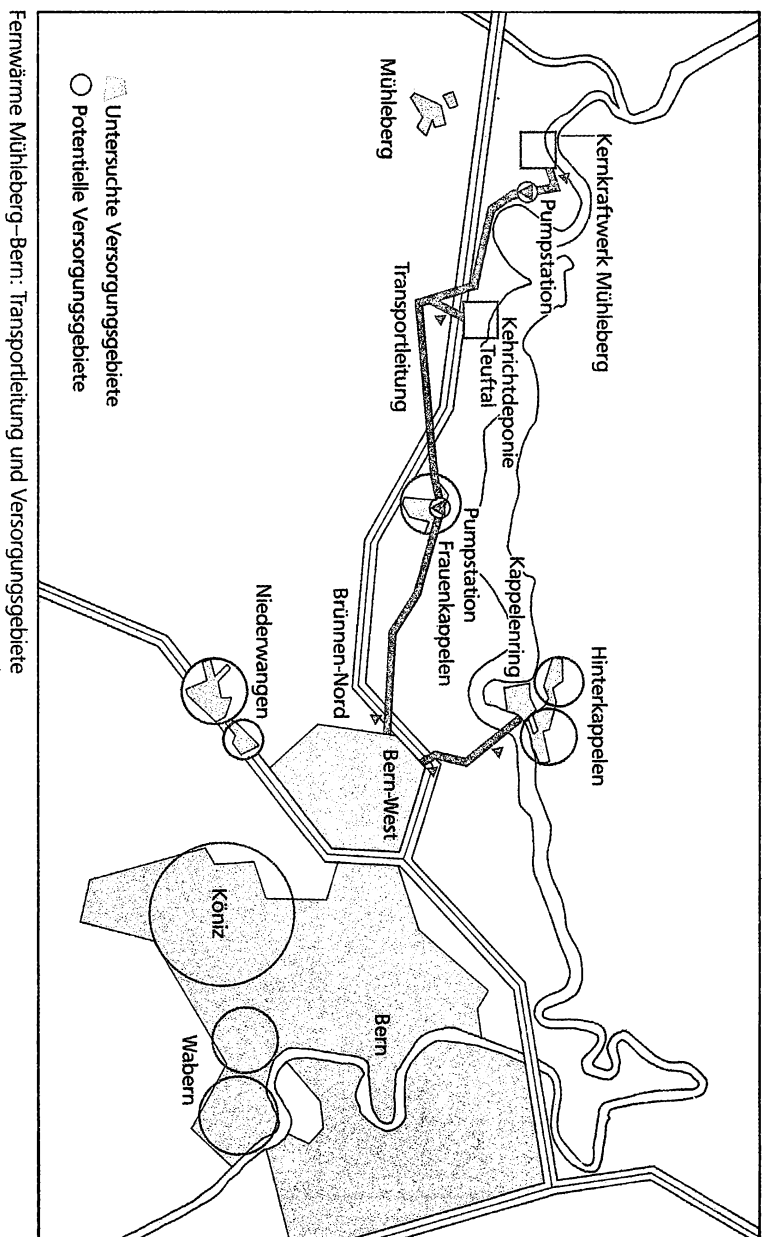 Kernkraftwerk Mühleberg
Pumpstation
Mühleberg
Kehrichtdeponie
Teuftal
Transportleitung
Pumpstation
Frauenkappelen
Kappelenring
Hinterkappelen
Brünnen-Nord
Niederwangen
Bern-West
Köniz
Bern
Wabern
Untersuchte Versorgungsgebiete
Potentielle Versorgungsgebiete
Fernwärme Mühleberg–Bern: Transportleitung und Versorgungsgebiete